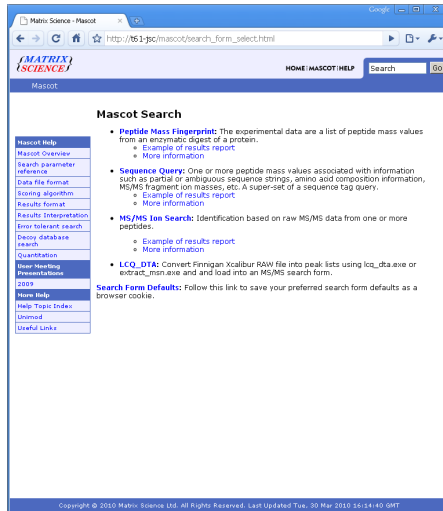 Google
Matrix Science - Mascot
http://t61-jsc/mascot/search_form_select.html
{MATRIX}
{SCIENCE}
HOME | MASCOT | HELP
Search
Go
Mascot
Mascot Search
Mascot Help
Mascot Overview
Search parameter
reference
Data file format
Scoring algorithm
Results format
Results Interpretation
Error tolerant search
Decoy database
search
Quantitation
User Meeting
Presentations
2009
More Help
Help Topic Index
Unimod
Useful Links
Peptide Mass Fingerprint: The experimental data are a list of peptide mass values
from an enzymatic digest of a protein.
Example of results report
More information
Sequence Query: One or more peptide mass values associated with information
such as partial or ambiguous sequence strings, amino acid composition information,
MS/MS fragment ion masses, etc. A super-set of a sequence tag query.
Example of results report
More information
MS/MS Ion Search: Identification based on raw MS/MS data from one or more
peptides.
Example of results report
More information
LCQ_DTA: Convert Finnigan Xcalibur RAW file into peak lists using lcq_dta.exe or
extract_msn.exe and and load into an MS/MS search form.
Search Form Defaults: Follow this link to save your preferred search form defaults as a
browser cookie.
Copyright © 2010 Matrix Science Ltd. All Rights Reserved. Last Updated Tue, 30 Mar 2010 16:14:40 GMT